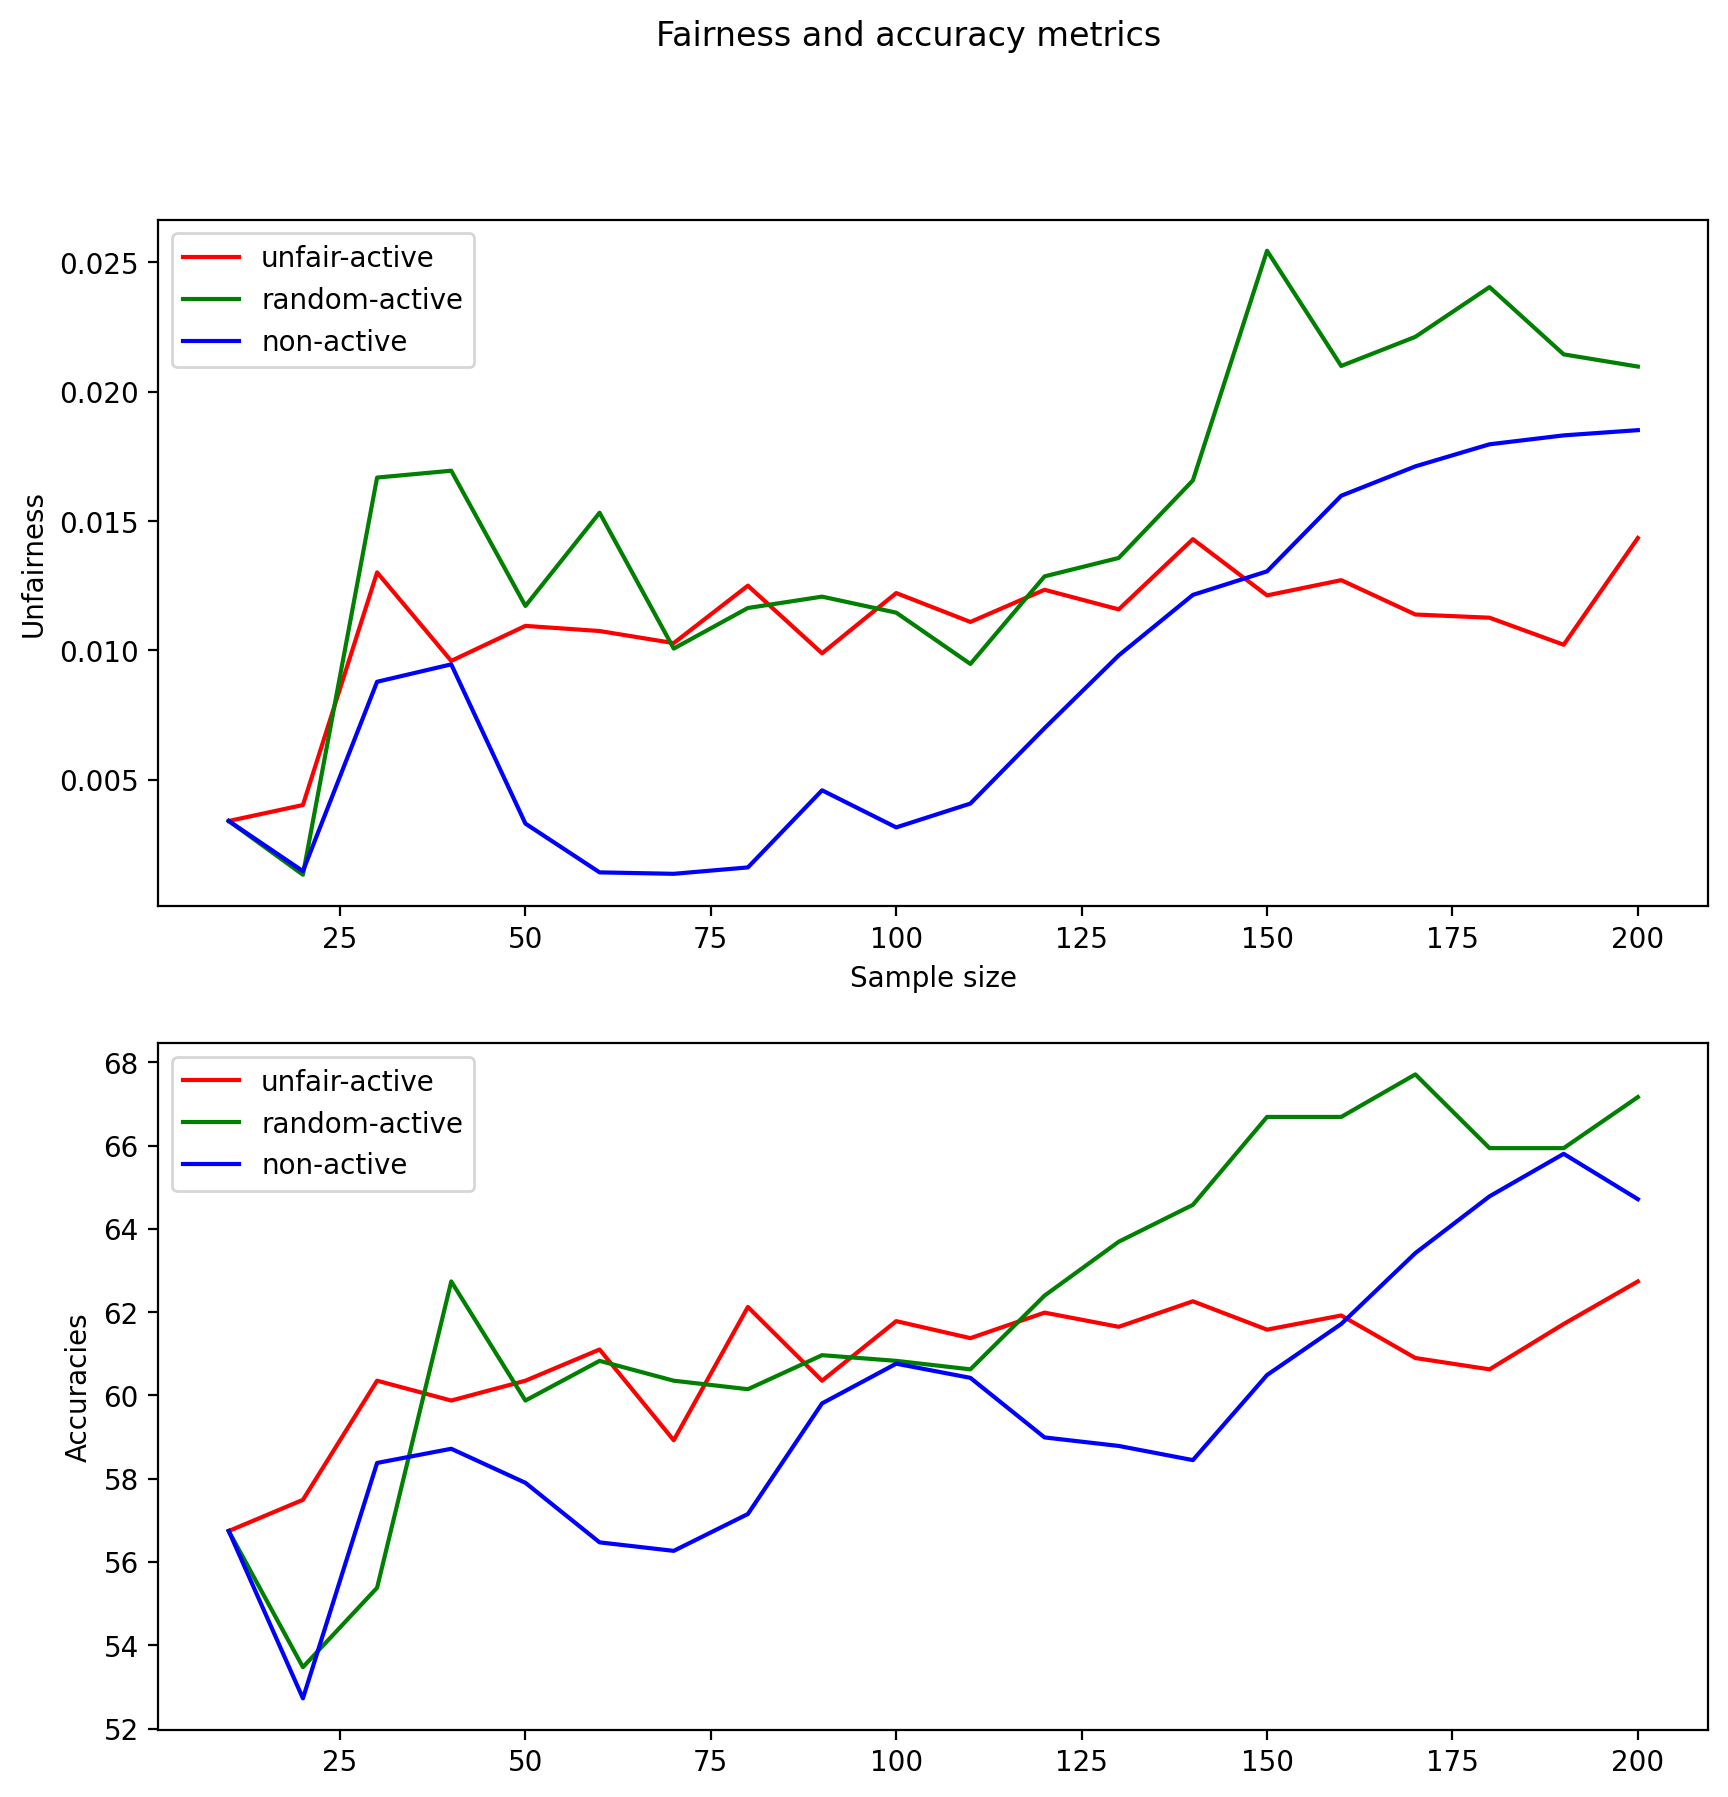 Fairness and accuracy metrics
unfair-active
random-active
non-active
0.025
0.020
0.015
0.010
0.005
Unfairness
25 50 75 100 125 150 175 200
Sample size
unfair-active
random-active
non-active
68
66
64
62
60
58
56
54
52
Accuracies
25 50 75 100 125 150 175 200